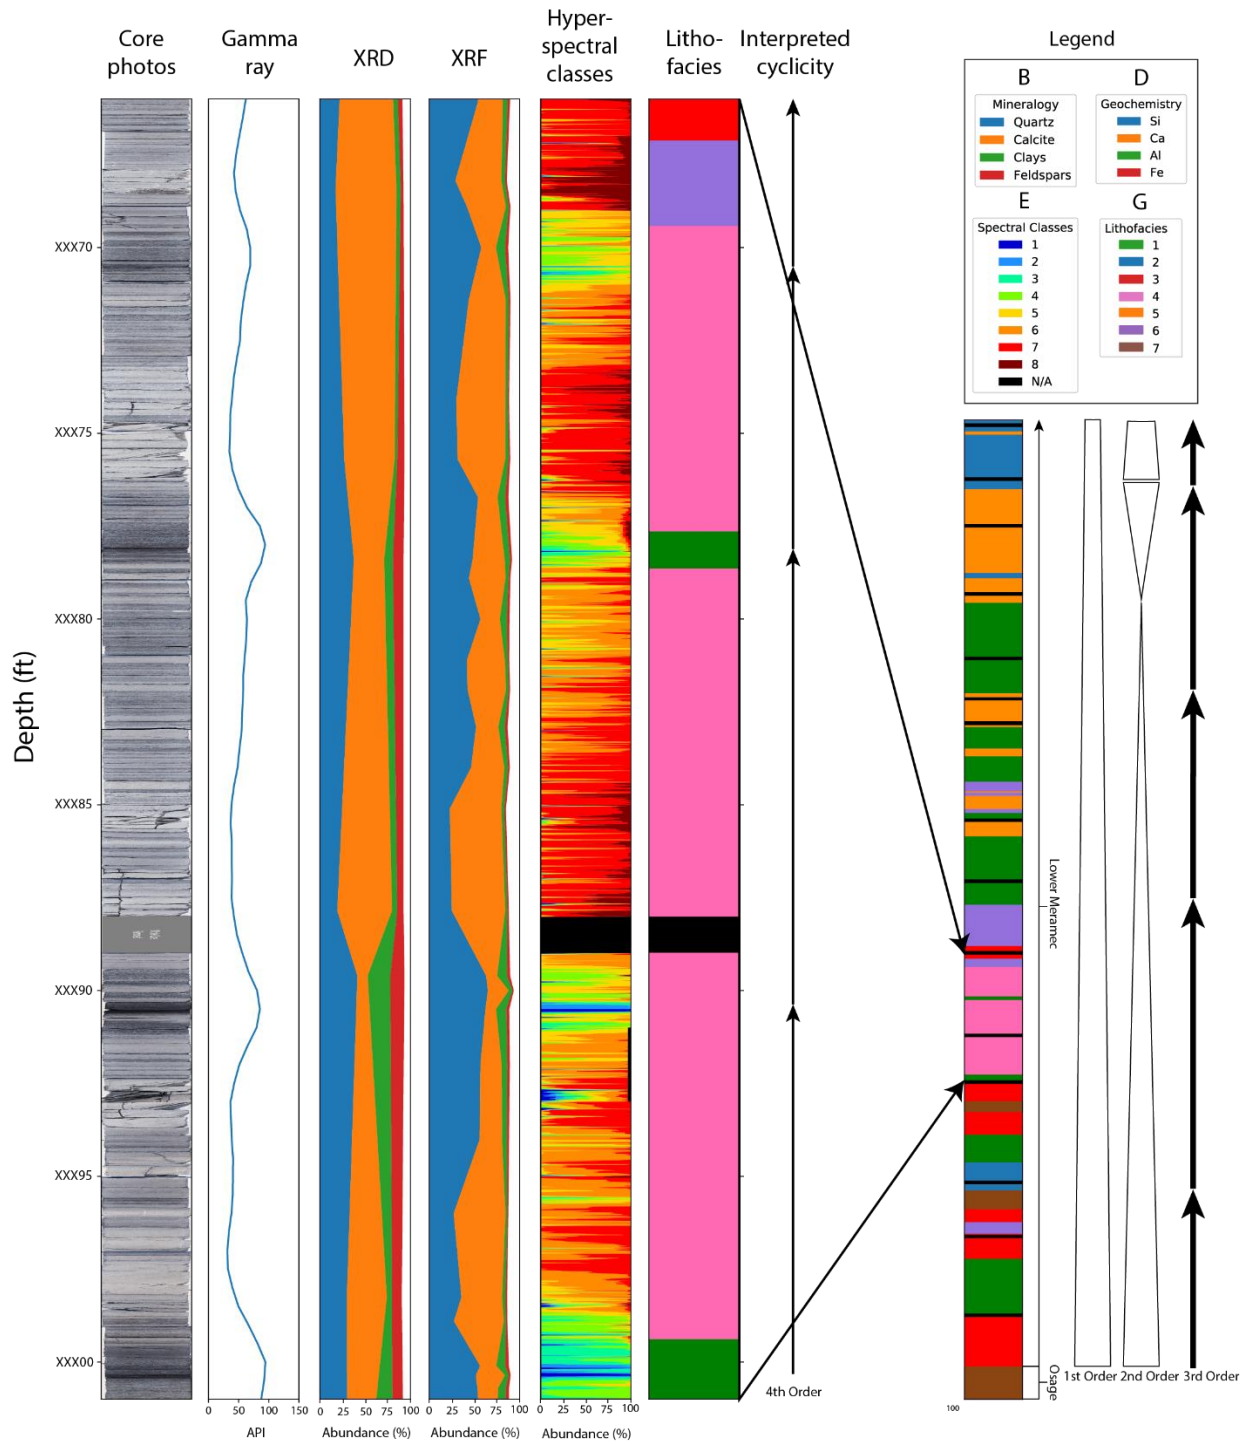 Core
photos
Gamma
ray
XRD
XRF
Hyper-
spectral
classes
Litho-
facies
Interpreted
cyclicity
Legend
B
D
Mineralogy
Quartz
Calcite
Clays
Feldspars
Geochemistry
Si
Ca
Al
Fe
E
G
Spectral Classes
1
2
3
4
5
6
7
8
N/A
Lithofacies
1
2
3
4
5
6
7
Depth (ft)
XXX70
XXX75
XXX80
XXX85
XXX90
XXX95
XXX00
Lower Meramec
Osage
4th Order
1st Order
2nd Order
3rd Order
0 50 100 150
API
0 25 50 75 100
Abundance (%)
0 25 50 75 100
Abundance (%)
0 25 50 75 100
Abundance (%)
100